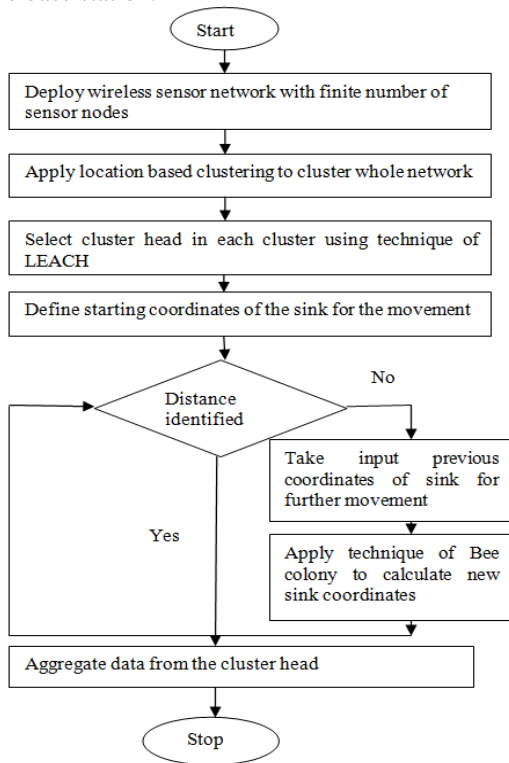 Start
Deploy wireless sensor network with finite number of
sensor nodes
Apply location based clustering to cluster whole network
Select cluster head in each cluster using technique of
LEACH
Define starting coordinates of the sink for the movement
Distance
identified
No
Take input previous
coordinates of sink for
further movement
Yes
Apply technique of Bee
colony to calculate new
sink coordinates
Aggregate data from the cluster head
Stop